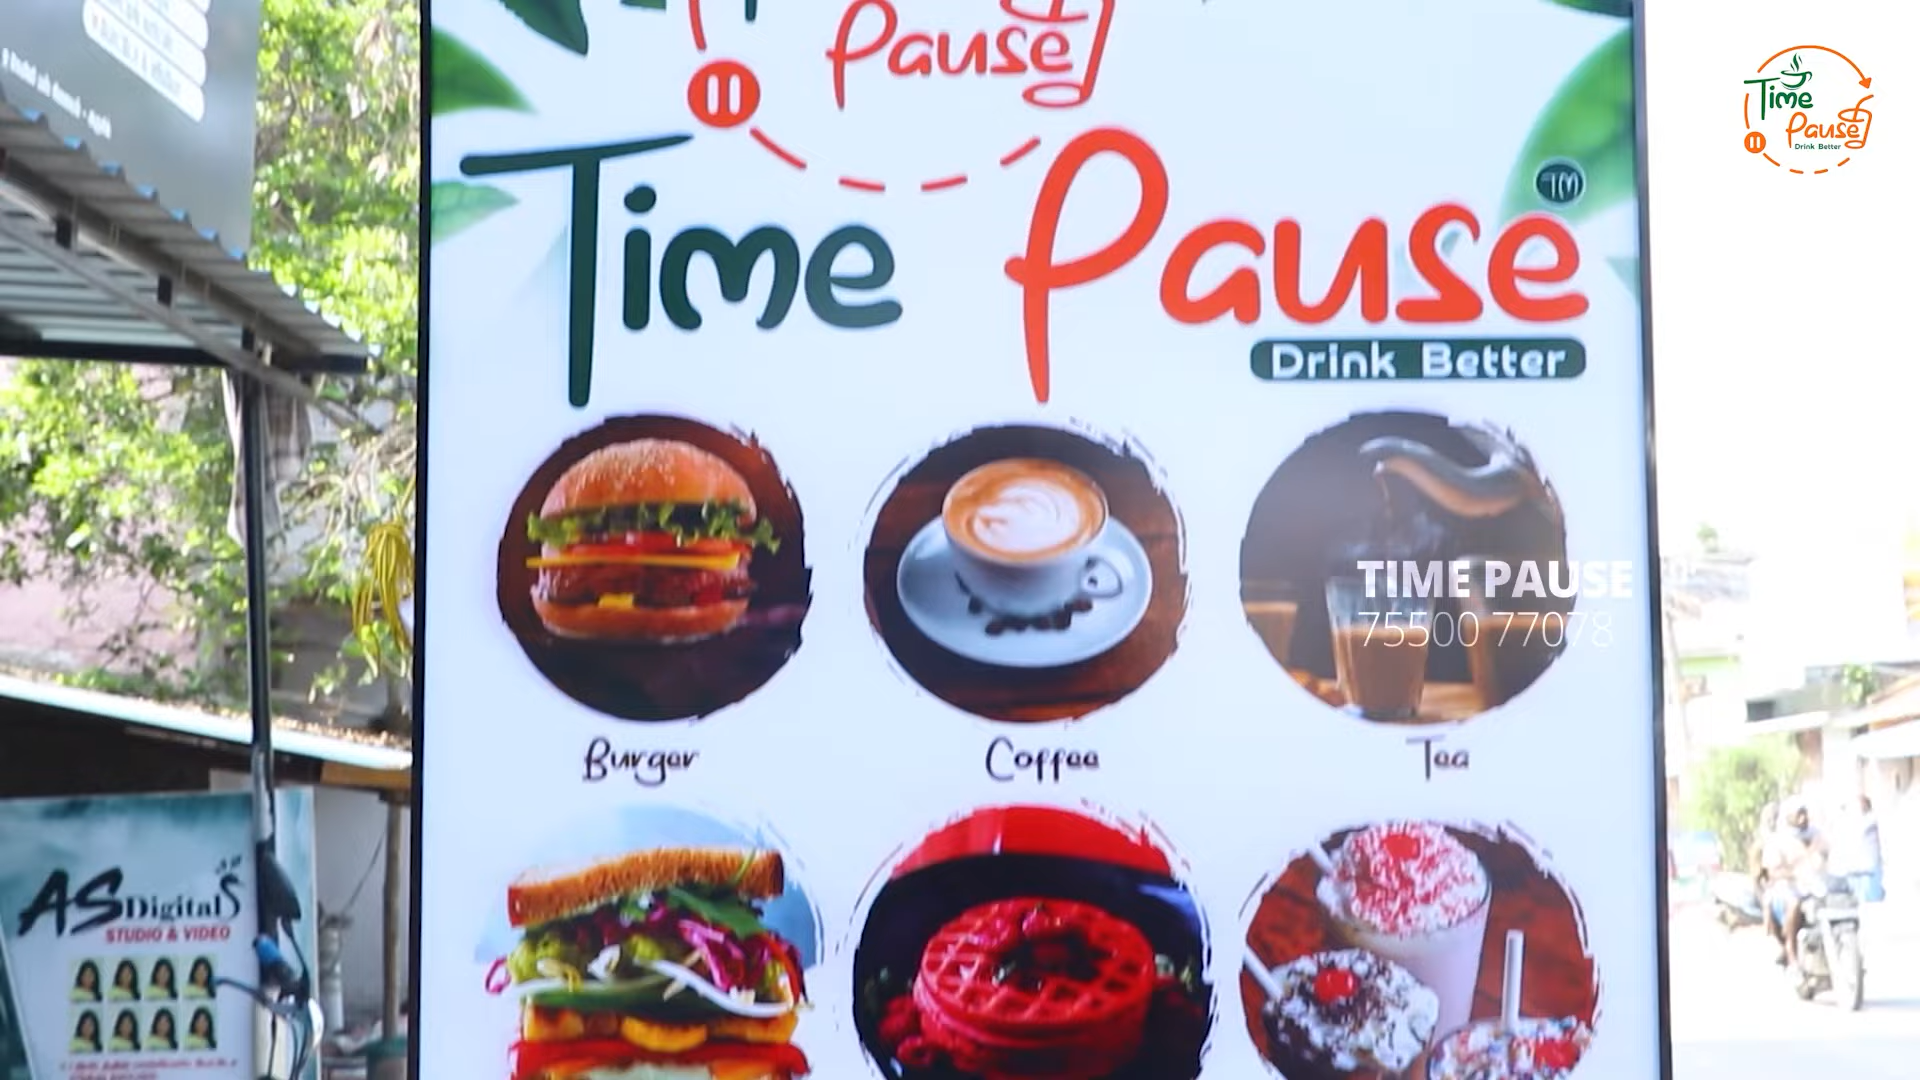 Pause
Time Pause
TM
Drink Better
Burger
Coffee
Tea
TIME PAUSE
75500 77078
Time
Pause
Drink Better
AS Digitals
STUDIO & VIDEO